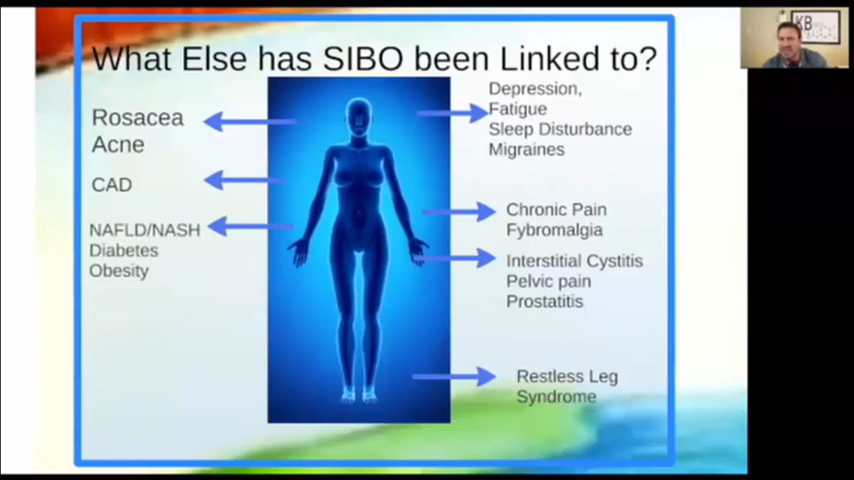 What Else has SIBO been Linked to?
Rosacea
Acne
CAD
NAFLD/NASH
Diabetes
Obesity
Depression,
Fatigue
Sleep Disturbance
Migraines
Chronic Pain
Fybromalgia
Interstitial Cystitis
Pelvic pain
Prostatitis
Restless Leg
Syndrome
KB